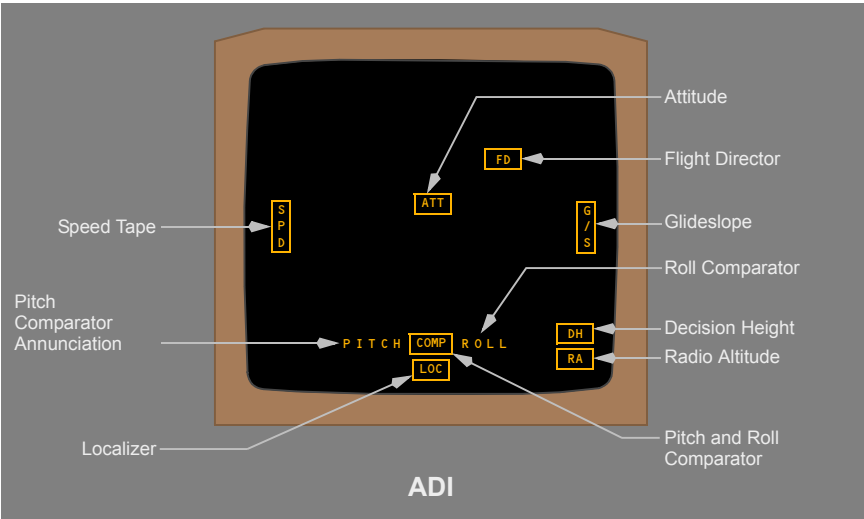 Attitude
FD
Flight Director
ATT
S
P
D
G
/
S
Speed Tape
Glideslope
Roll Comparator
Pitch
Comparator
Annunciation
PITCH
COMP
ROLL
DH
Decision Height
RA
Radio Altitude
LOC
Localizer
Pitch and Roll
Comparator
ADI